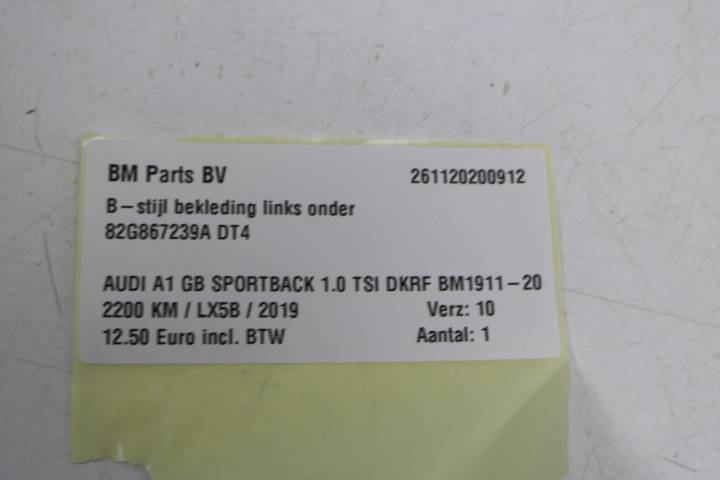 BM Parts BV 261120200912
B-stijl bekleding links onder
82G867239A DT4
AUDI A1 GB SPORTBACK 1.0 TSI DKRF BM1911-20
2200 KM / LX5B / 2019 Verz: 10
12.50 Euro incl. BTW Aantal: 1